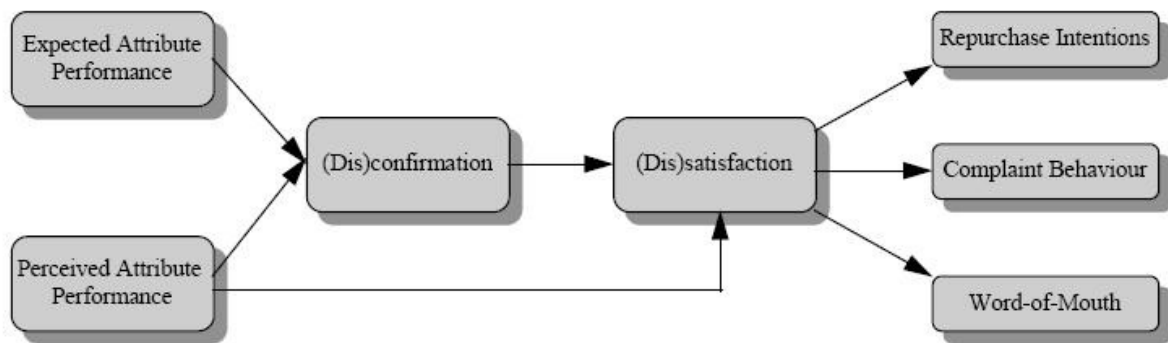 Expected Attribute
Performance
Perceived Attribute
Performance
(Dis)confirmation
(Dis)satisfaction
Repurchase Intentions
Complaint Behaviour
Word-of-Mouth